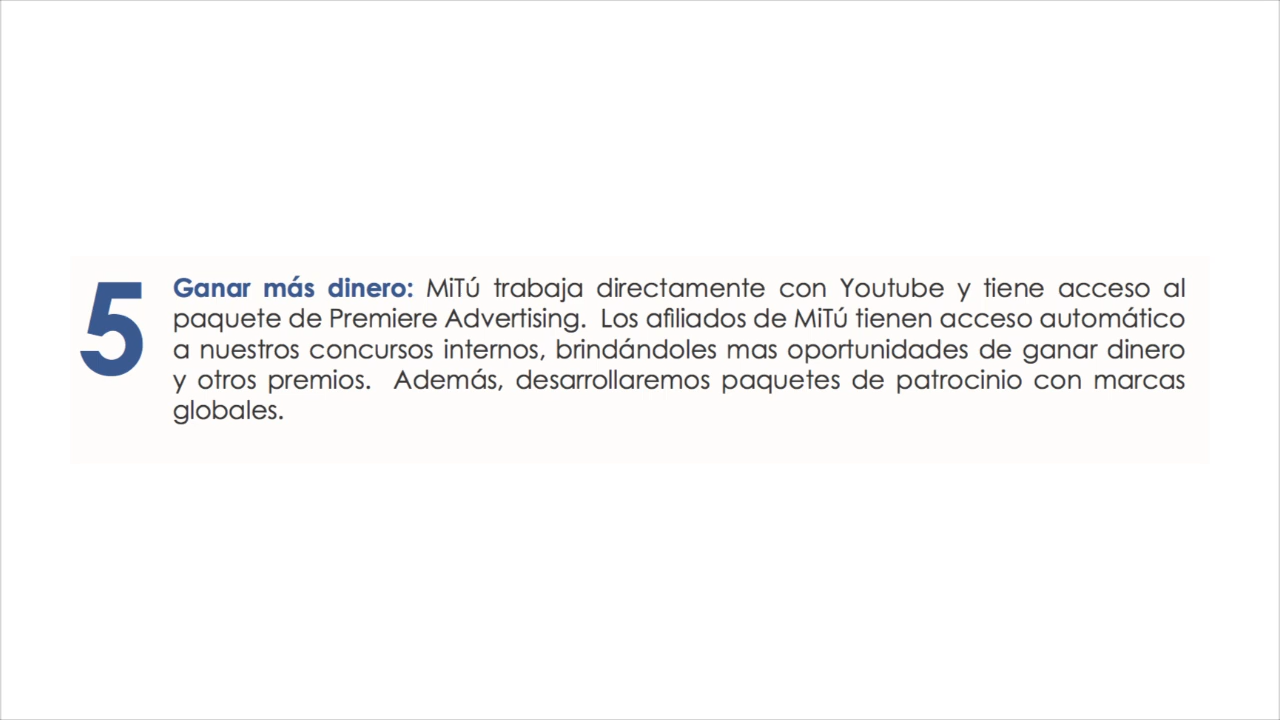 5
Ganar más dinero: MiTú trabaja directamente con Youtube y tiene acceso al
paquete de Premiere Advertising.  Los afiliados de MiTú tienen acceso automático
a nuestros concursos internos, brindándoles mas oportunidades de ganar dinero
y otros premios.  Además, desarrollaremos paquetes de patrocinio con marcas
globales.